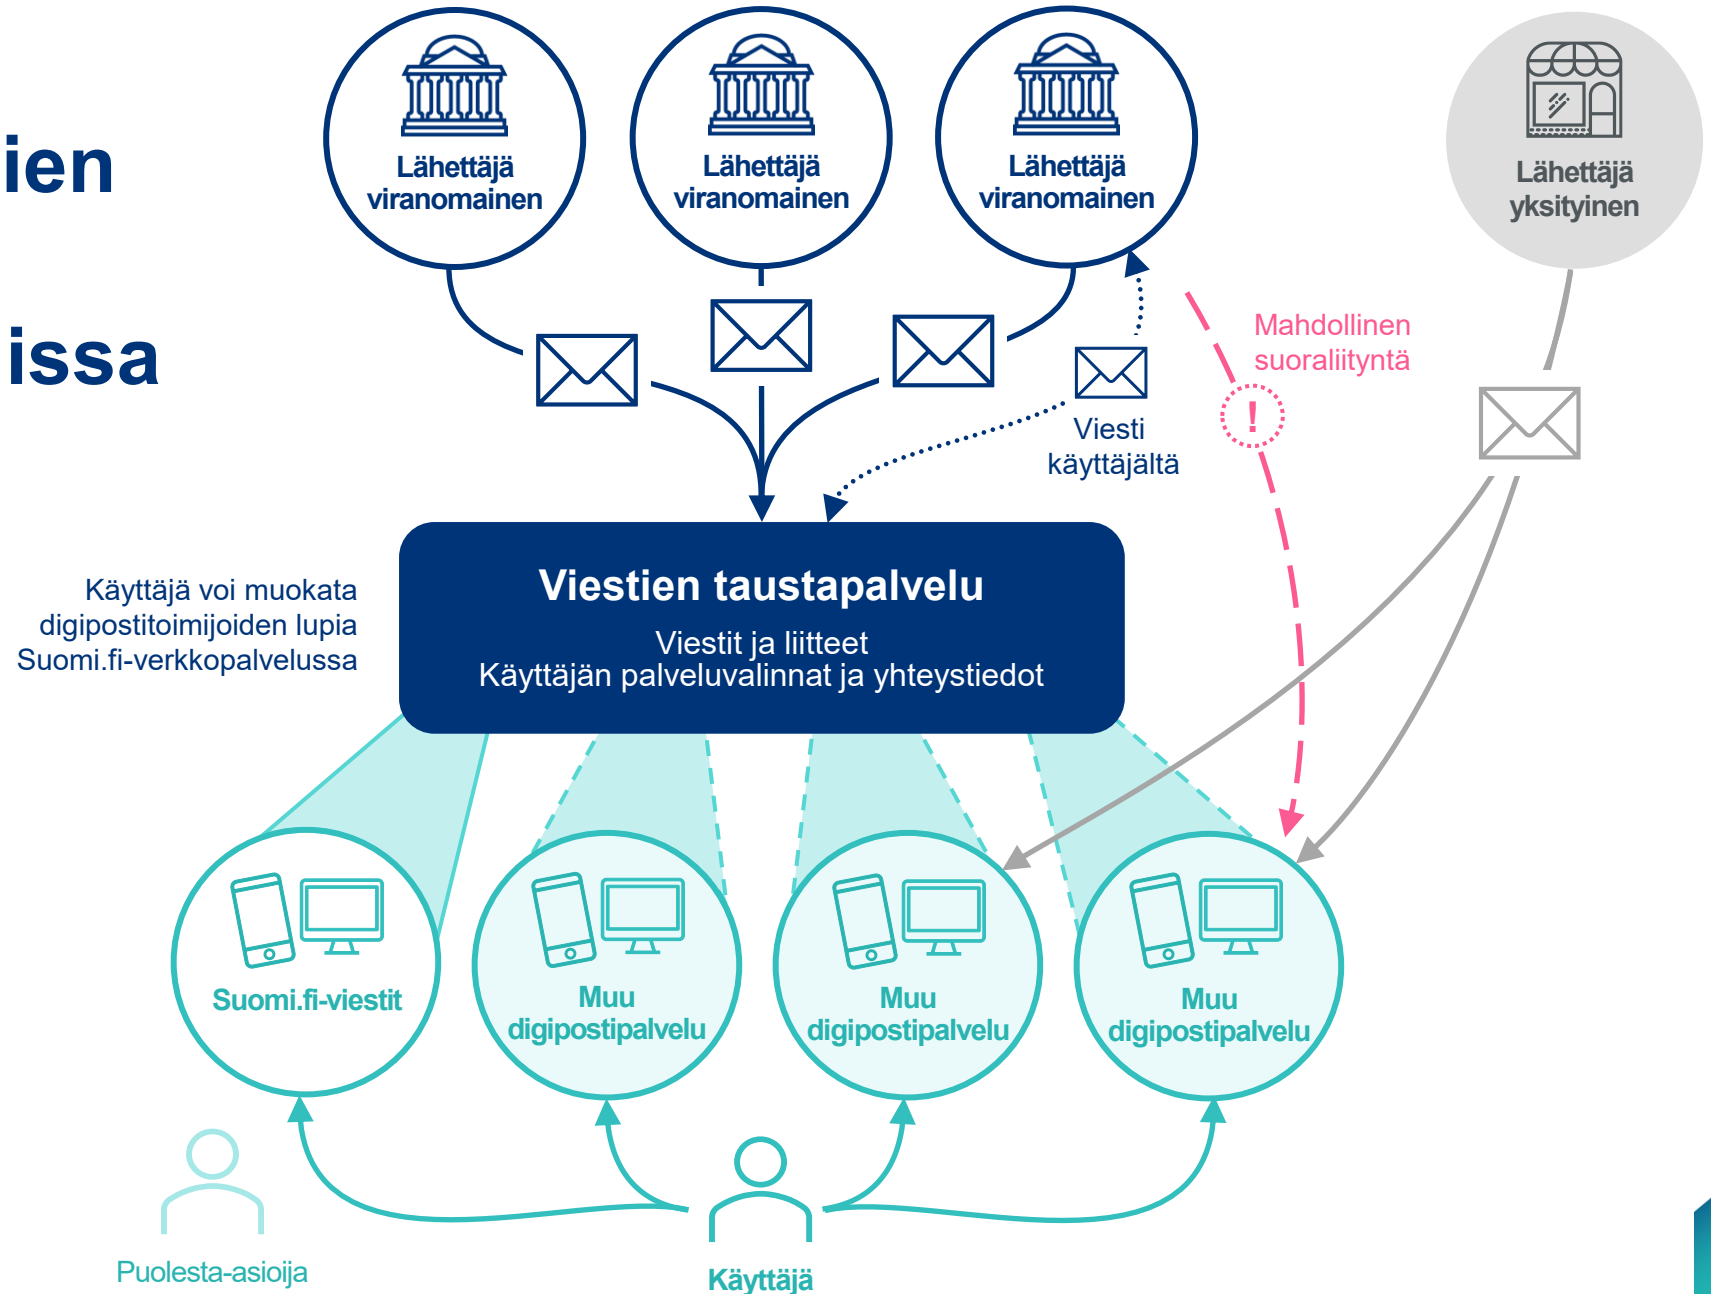 ien
issa
Lähettäjä
viranomainen
Lähettäjä
viranomainen
Lähettäjä
viranomainen
Lähettäjä
yksityinen
Mahdollinen
suoraliityntä
!
Viesti
käyttäjältä
Käyttäjä voi muokata
digipostitoimijoiden lupia
Suomi.fi-verkkopalvelussa
Viestien taustapalvelu
Viestit ja liitteet
Käyttäjän palveluvalinnat ja yhteystiedot
Suomi.fi-viestit
Muu
digipostipalvelu
Muu
digipostipalvelu
Muu
digipostipalvelu
Puolesta-asioija
Käyttäjä